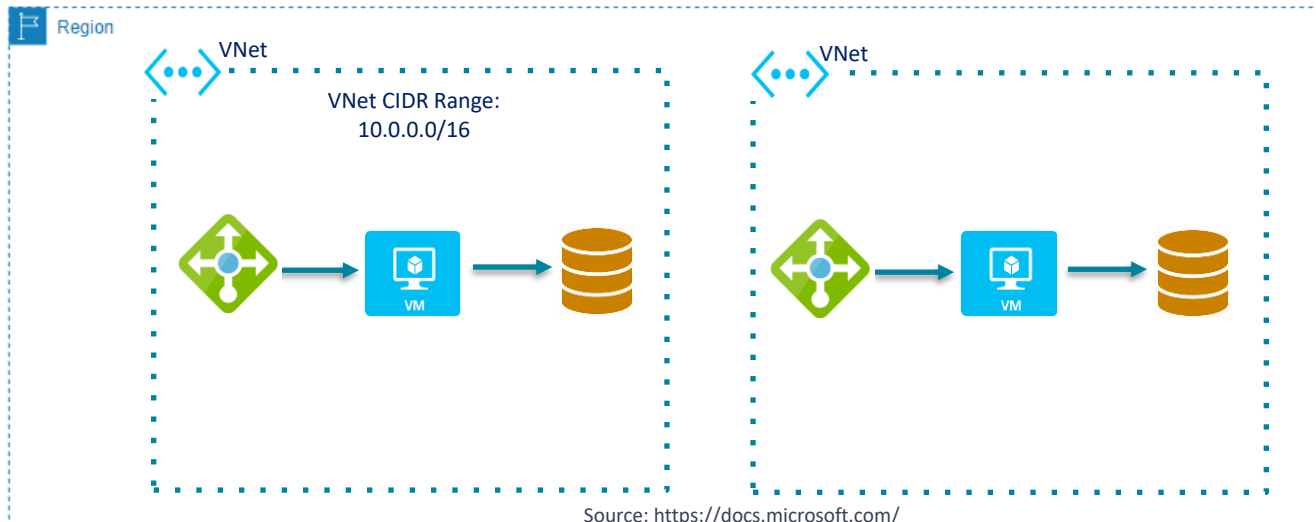 Region
VNet
VNet CIDR Range:
10.0.0.0/16
VM
VNet
VM
Source: https://docs.microsoft.com/